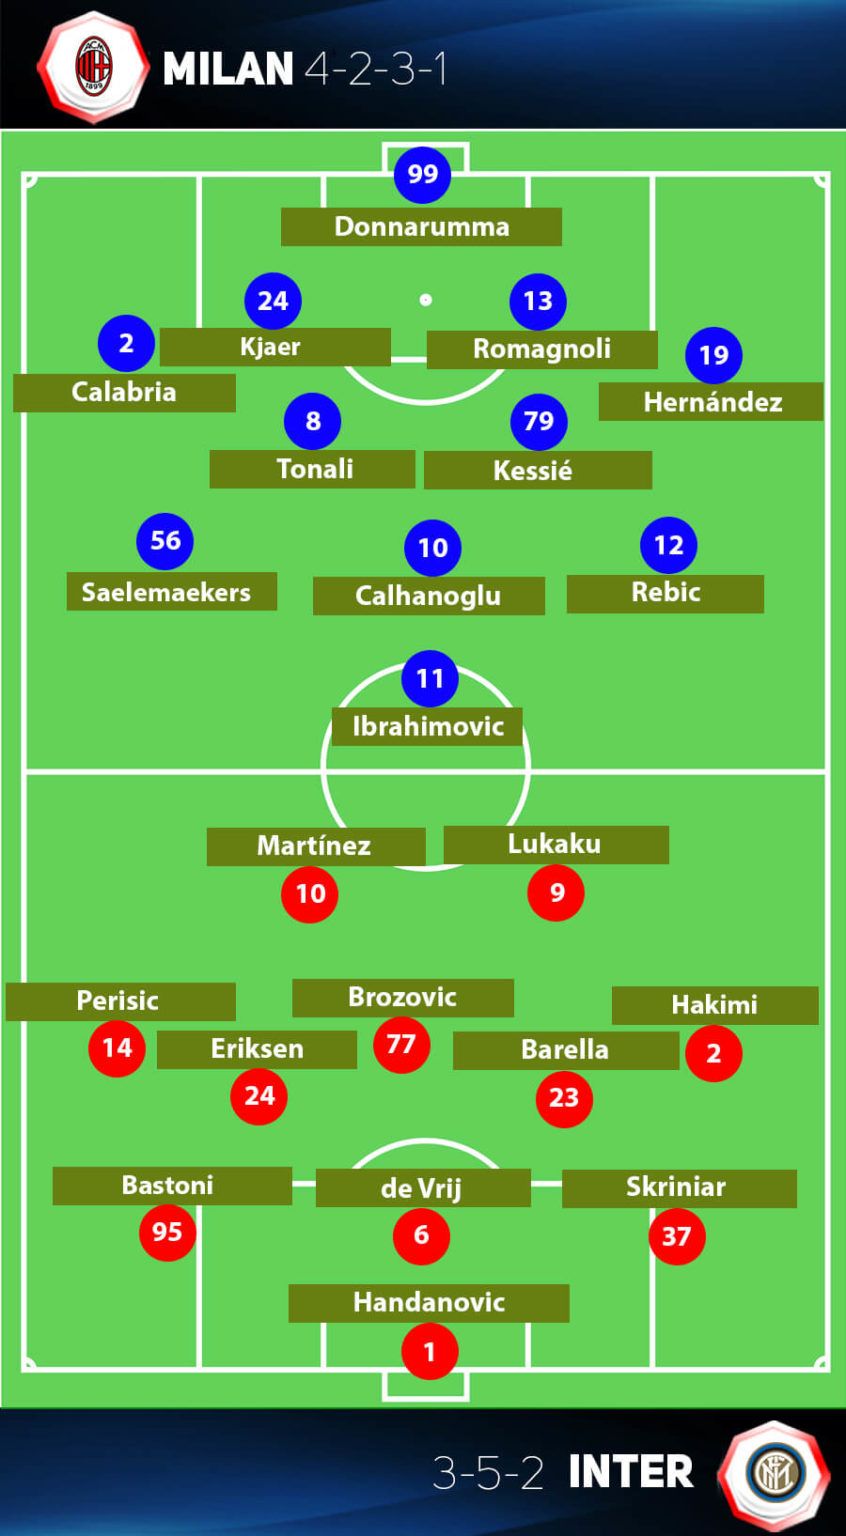 ACM
1899
MILAN 4-2-3-1
99
Donnarumma
24
Kjaer
13
Romagnoli
2
Calabria
19
Hernández
8
Tonali
79
Kessié
56
Saelemaekers
10
Calhanoglu
12
Rebic
11
Ibrahimovic
Martínez
10
Lukaku
9
Perisic
14
Eriksen
24
Brozovic
77
Barella
23
Hakimi
2
Bastoni
95
de Vrij
6
Skriniar
37
Handanovic
1
3-5-2 INTER